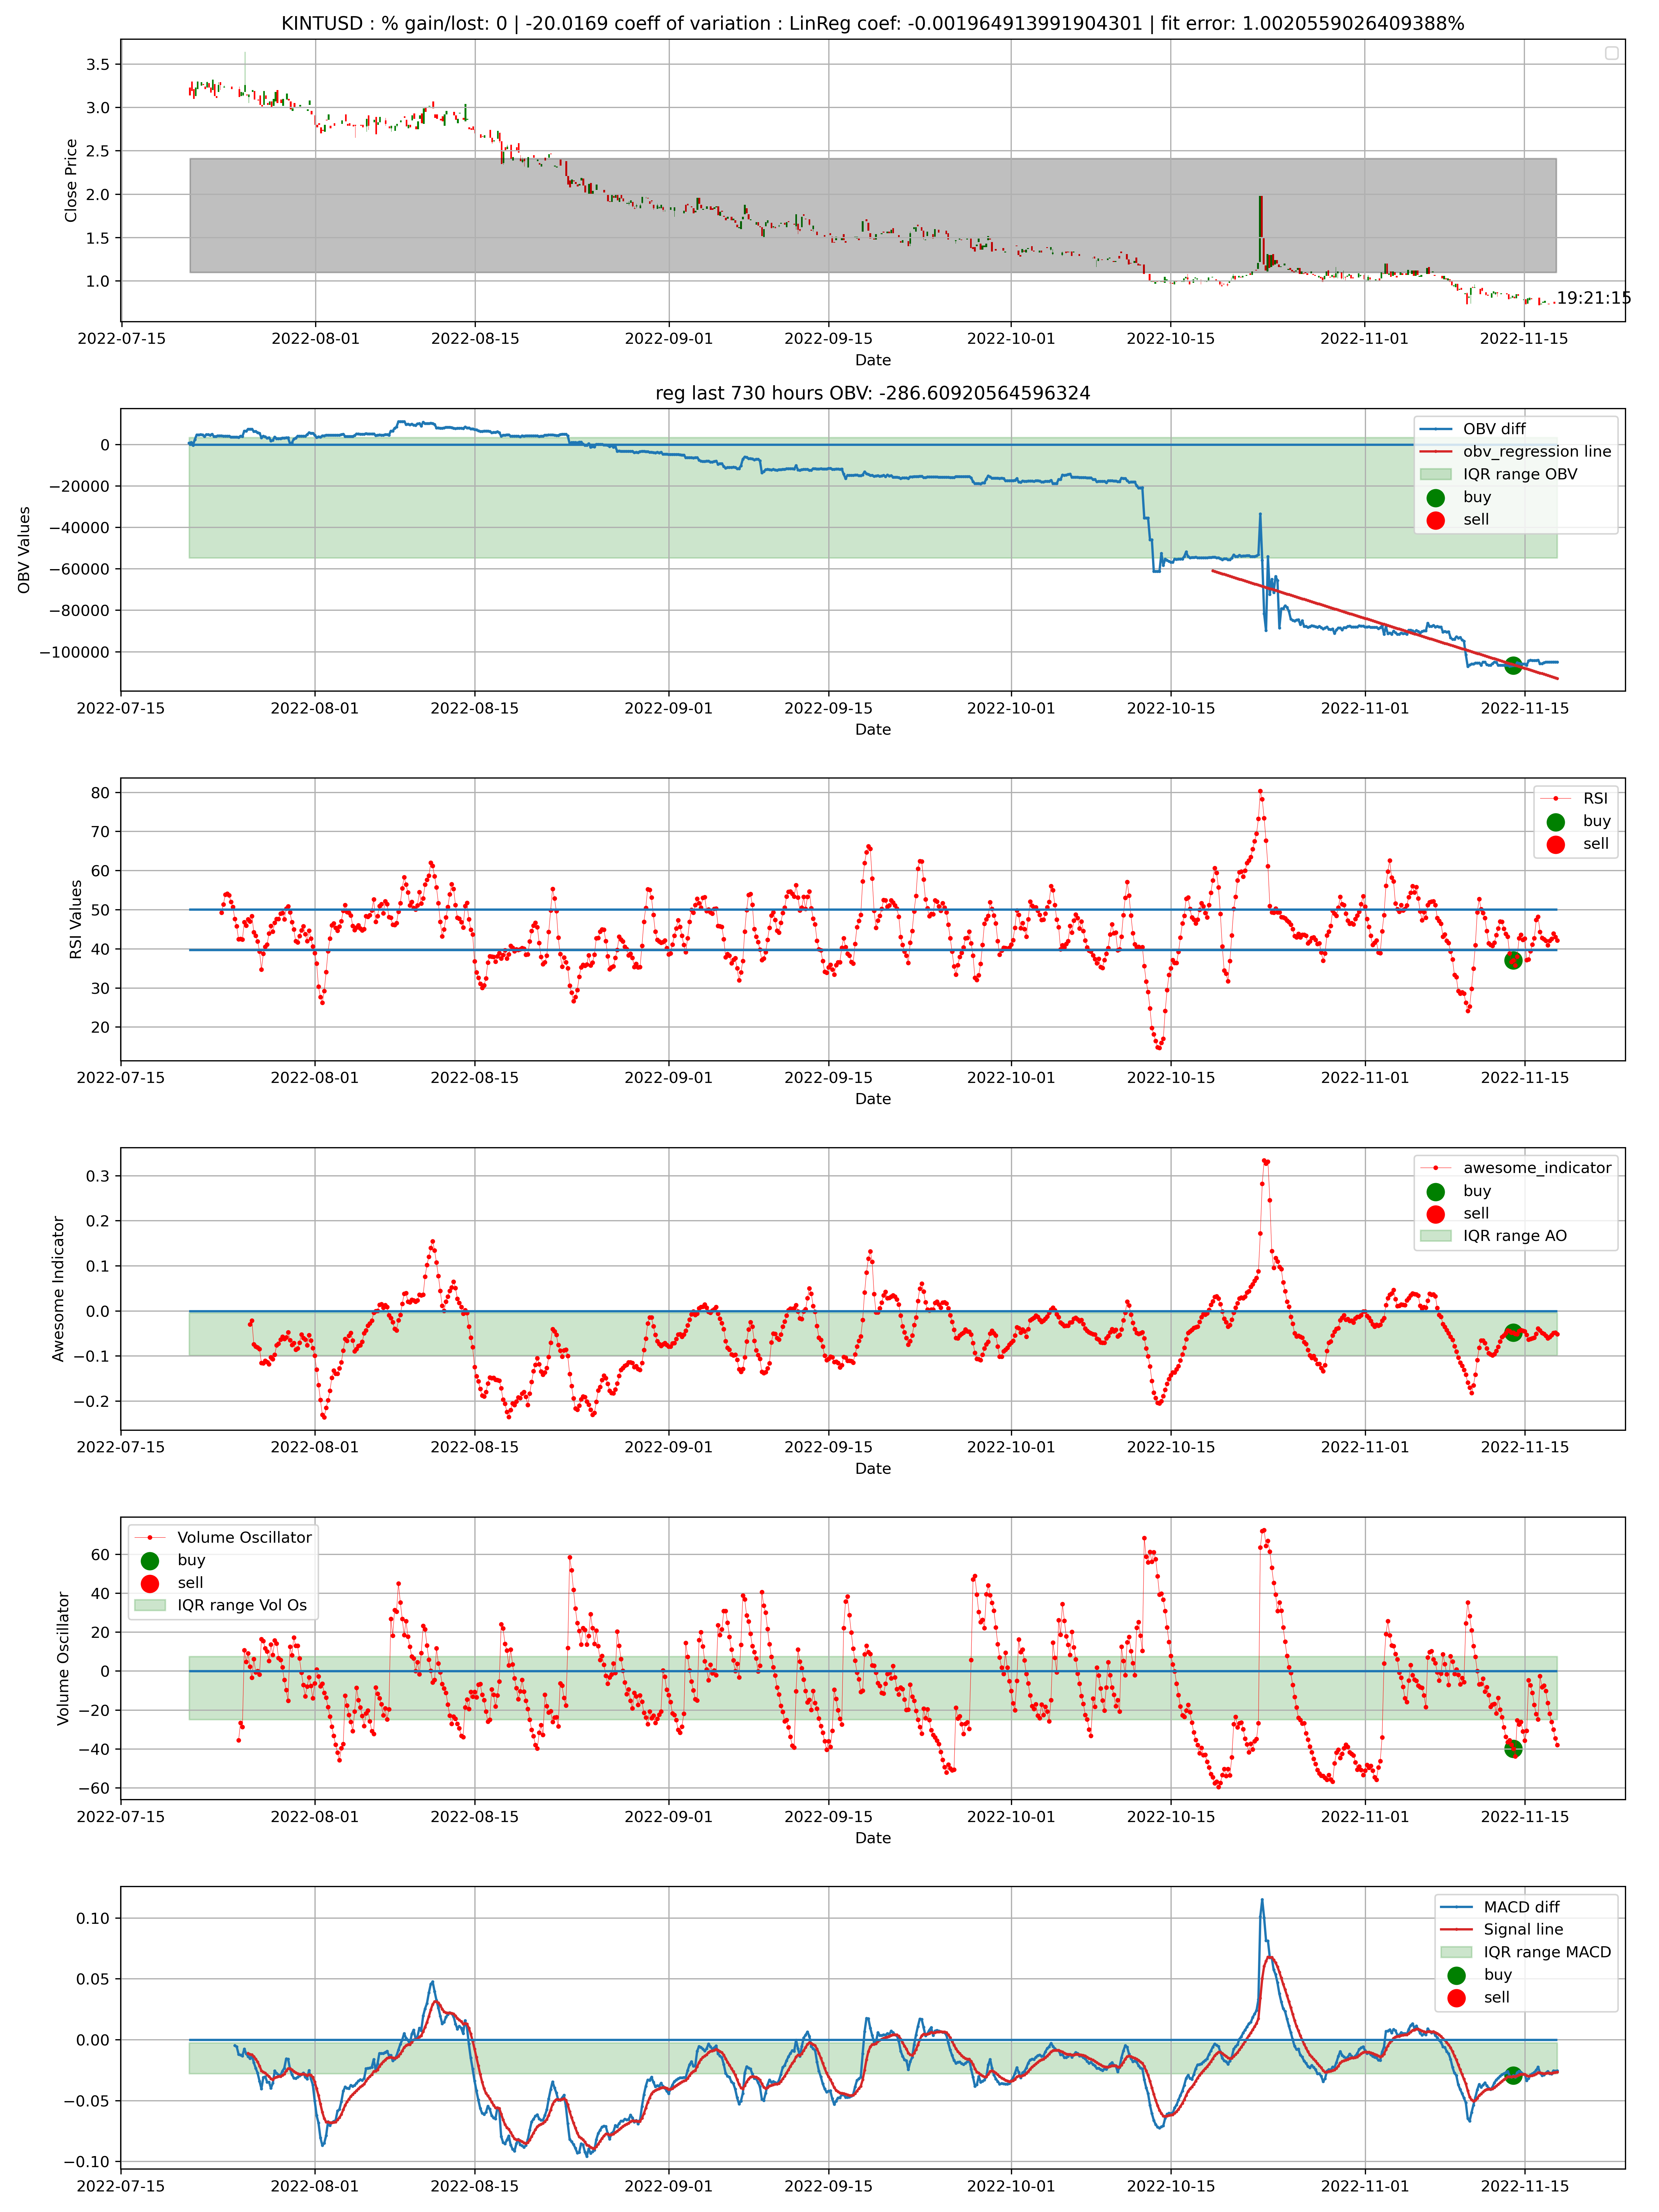 KINTUSD : % gain/lost: 0 | -20.0169 coeff of variation : LinReg coef: -0.001964913991904301 | fit error: 1.0020559026409388%
3.5
3.0
2.5
2.0
1.5
1.0
Close Price
19:21:15
2022-07-15 2022-08-01 2022-08-15 2022-09-01 2022-09-15 2022-10-01 2022-10-15 2022-11-01 2022-11-15
Date
reg last 730 hours OBV: -286.60920564596324
0
−20000
−40000
−60000
−80000
−100000
OBV Values
OBV diff
obv_regression line
IQR range OBV
buy
sell
2022-07-15 2022-08-01 2022-08-15 2022-09-01 2022-09-15 2022-10-01 2022-10-15 2022-11-01 2022-11-15
Date
80
70
60
50
40
30
20
RSI Values
RSI
buy
sell
2022-07-15 2022-08-01 2022-08-15 2022-09-01 2022-09-15 2022-10-01 2022-10-15 2022-11-01 2022-11-15
Date
0.3
0.2
0.1
0.0
−0.1
−0.2
Awesome Indicator
awesome_indicator
buy
sell
IQR range AO
2022-07-15 2022-08-01 2022-08-15 2022-09-01 2022-09-15 2022-10-01 2022-10-15 2022-11-01 2022-11-15
Date
60
40
20
0
−20
−40
−60
Volume Oscillator
Volume Oscillator
buy
sell
IQR range Vol Os
2022-07-15 2022-08-01 2022-08-15 2022-09-01 2022-09-15 2022-10-01 2022-10-15 2022-11-01 2022-11-15
Date
0.10
0.05
0.00
−0.05
−0.10
MACD diff
Signal line
IQR range MACD
buy
sell
2022-07-15 2022-08-01 2022-08-15 2022-09-01 2022-09-15 2022-10-01 2022-10-15 2022-11-01 2022-11-15